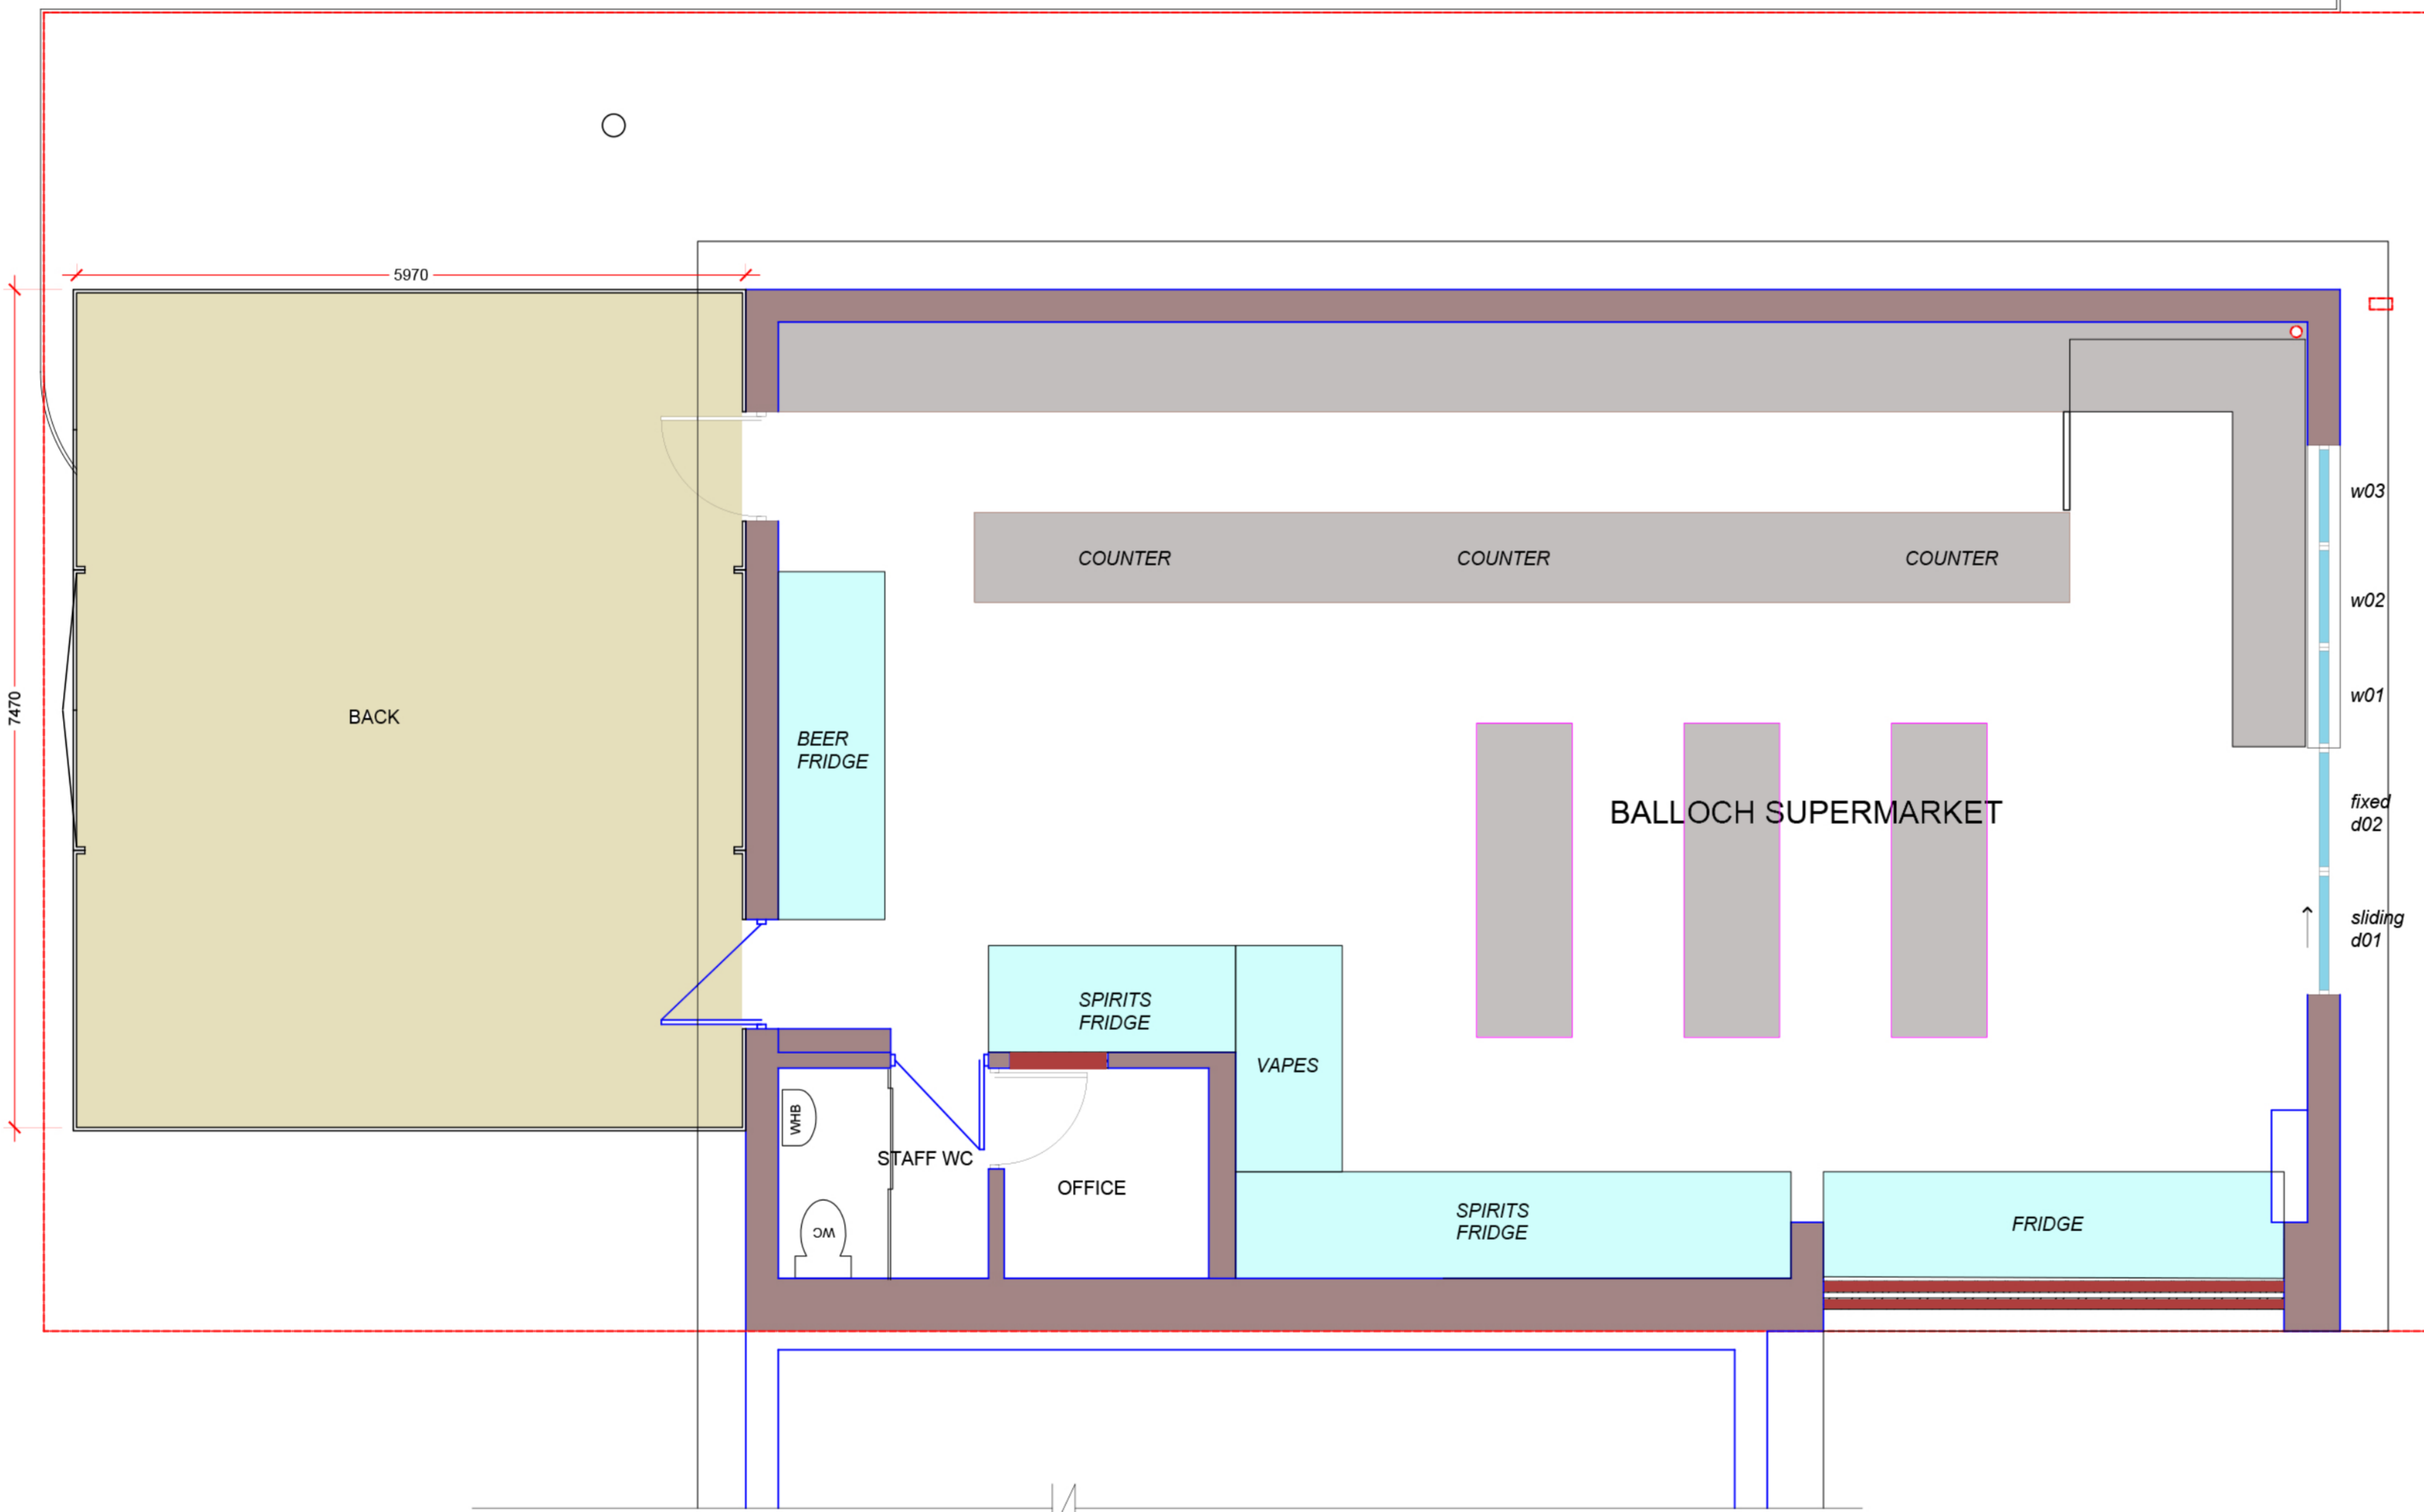 5970
w03
COUNTER COUNTER COUNTER
w02
w01
7470
BACK
BEER
FRIDGE
BALLOCH SUPERMARKET
fixed
d02
sliding
d01
SPIRITS
FRIDGE
VAPES
WHB
STAFF WC
OFFICE
WC
SPIRITS
FRIDGE
FRIDGE